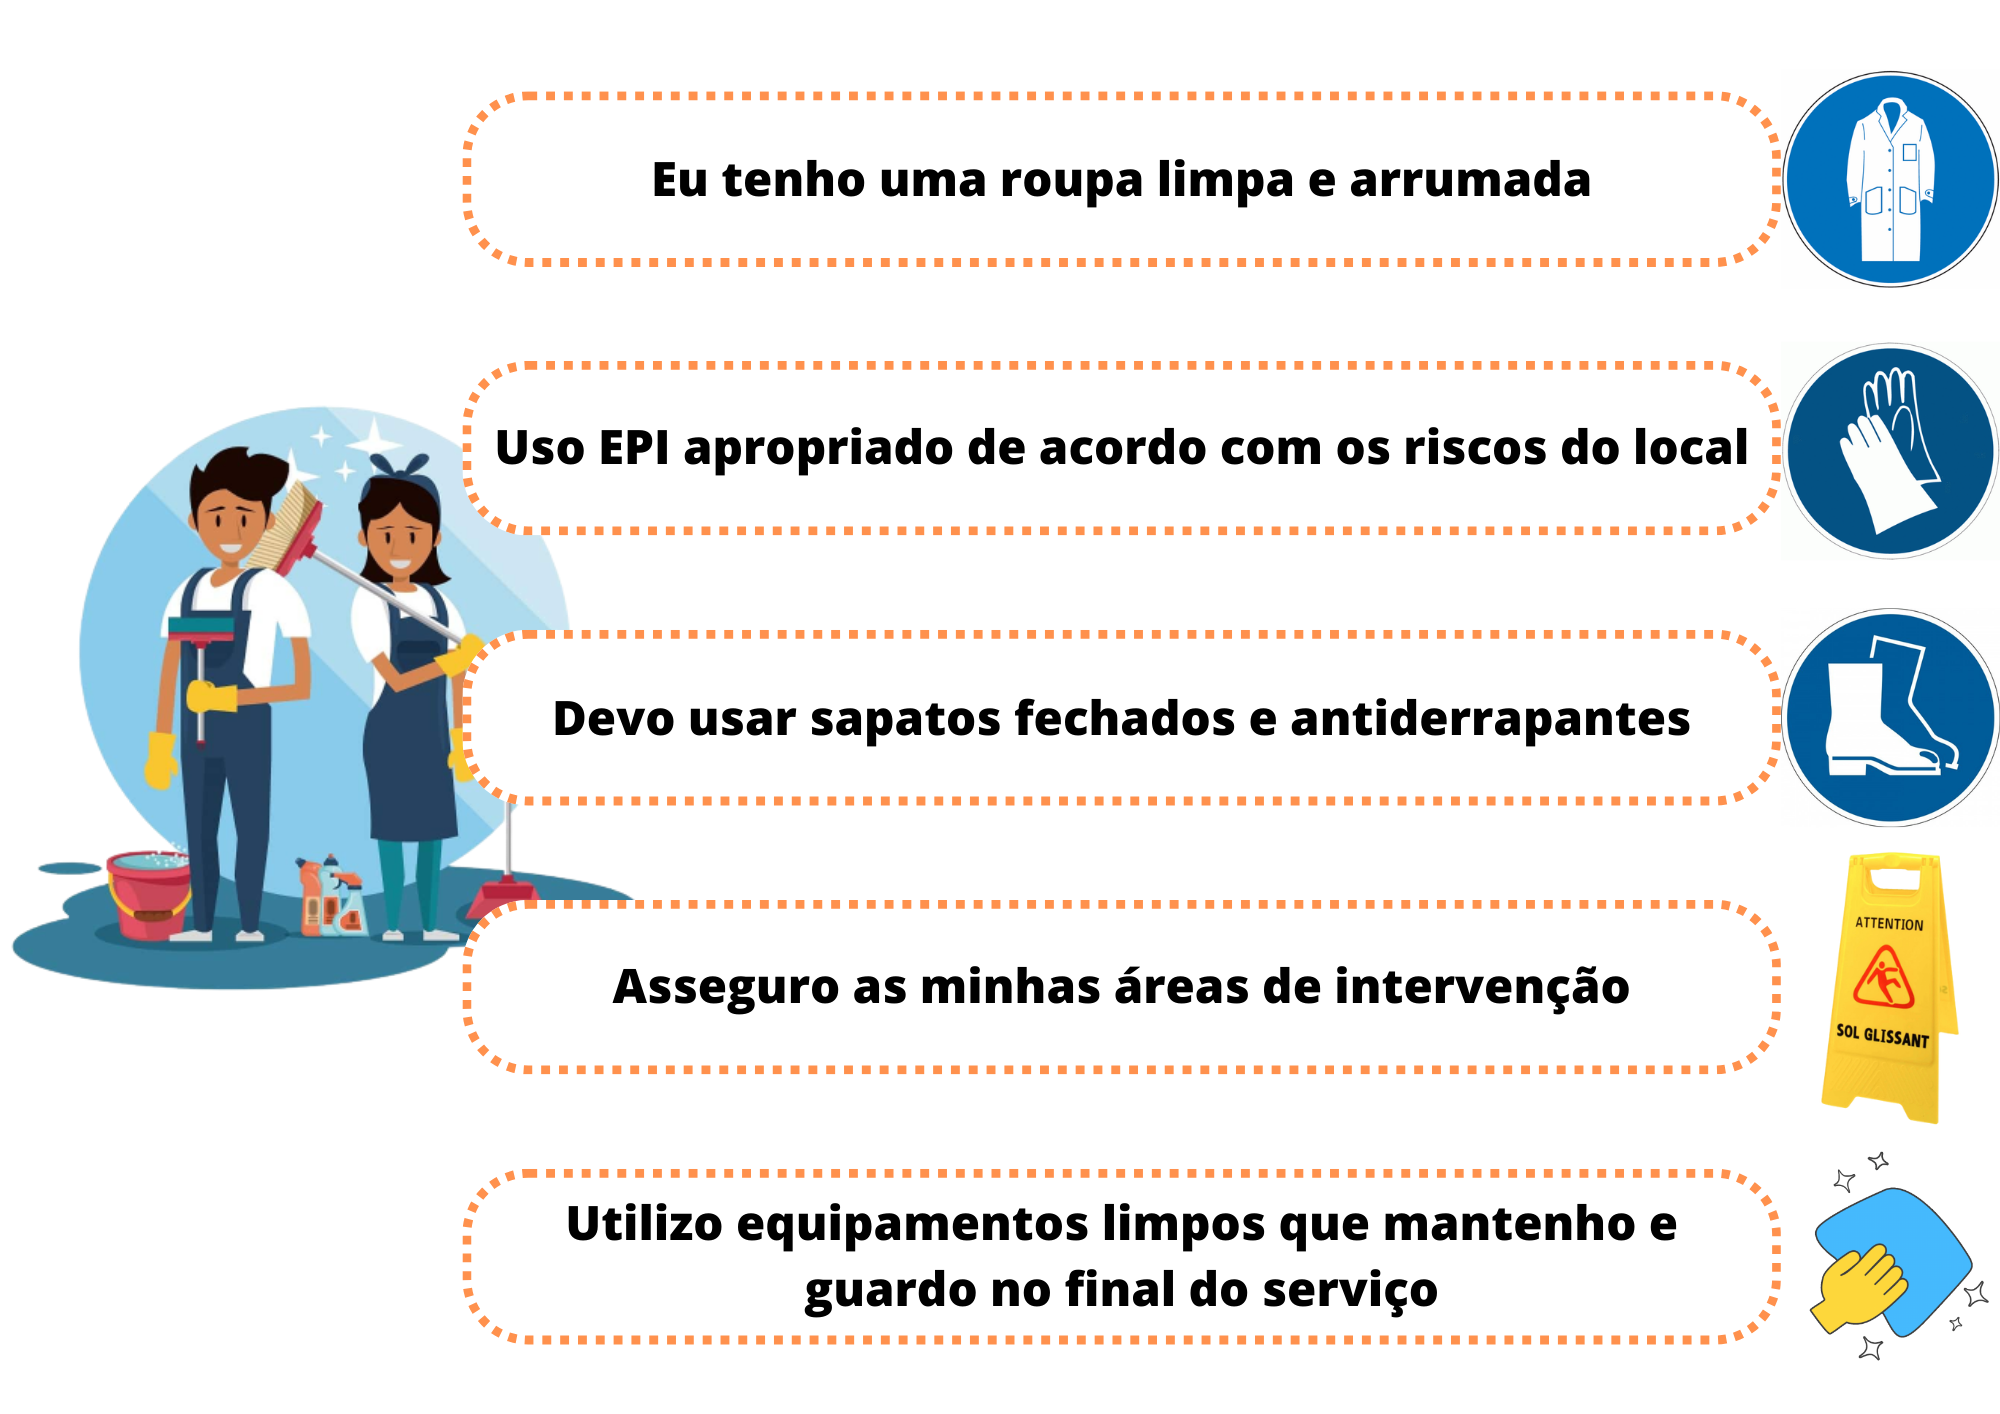 Eu tenho uma roupa limpa e arrumada
Uso EPI apropriado de acordo com os riscos do local
Devo usar sapatos fechados e antiderrapantes
ATTENTION
SOL GLISSANT
Asseguro as minhas áreas de intervenção
Utilizo equipamentos limpos que mantenho e
guardo no final do serviço